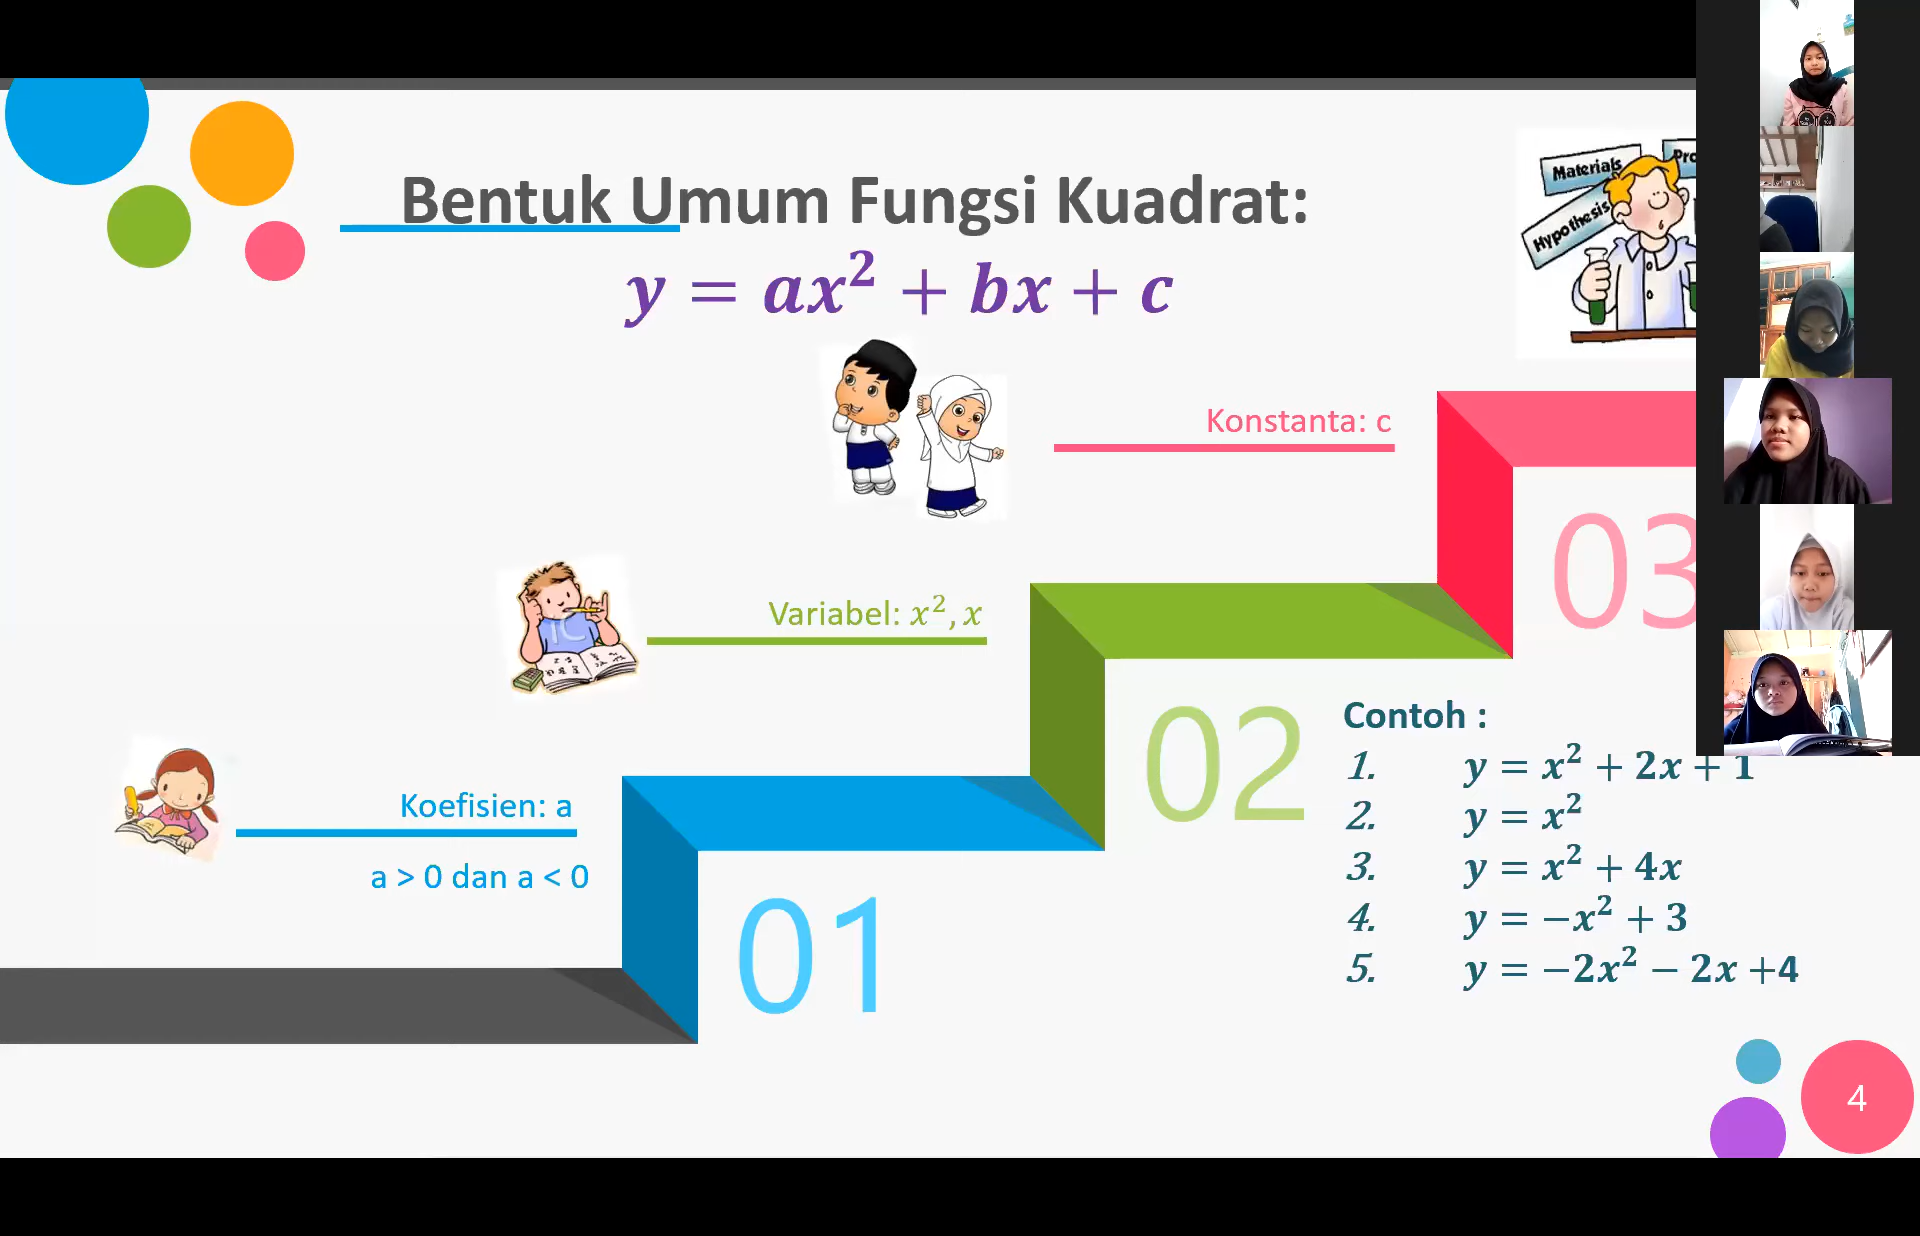 Bentuk Umum Fungsi Kuadrat:
y = ax² + bx + c
Materials
Hypothesis
Konstanta: c
03
Variabel: x², x
02
Koefisien: a
a > 0 dan a < 0
01
Contoh :
1. y = x² + 2x + 1
2. y = x²
3. y = x² + 4x
4. y = −x² + 3
5. y = −2x² − 2x +4
4